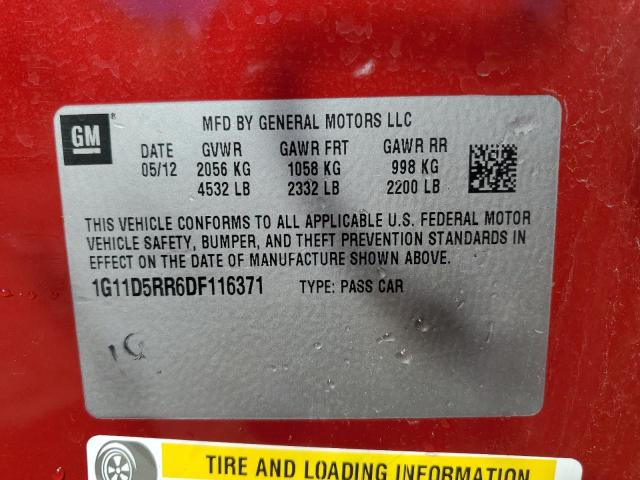 GM ® MFD BY GENERAL MOTORS LLC
DATE GVWR GAWR FRT GAWR RR
05/12 2056 KG 1058 KG 998 KG
4532 LB 2332 LB 2200 LB
THIS VEHICLE CONFORMS TO ALL APPLICABLE U.S. FEDERAL MOTOR
VEHICLE SAFETY, BUMPER, AND THEFT PREVENTION STANDARDS IN
EFFECT ON THE DATE OF MANUFACTURE SHOWN ABOVE.
1G11D5RR6DF116371 TYPE: PASS CAR
TIRE AND LOADING INFORMATION